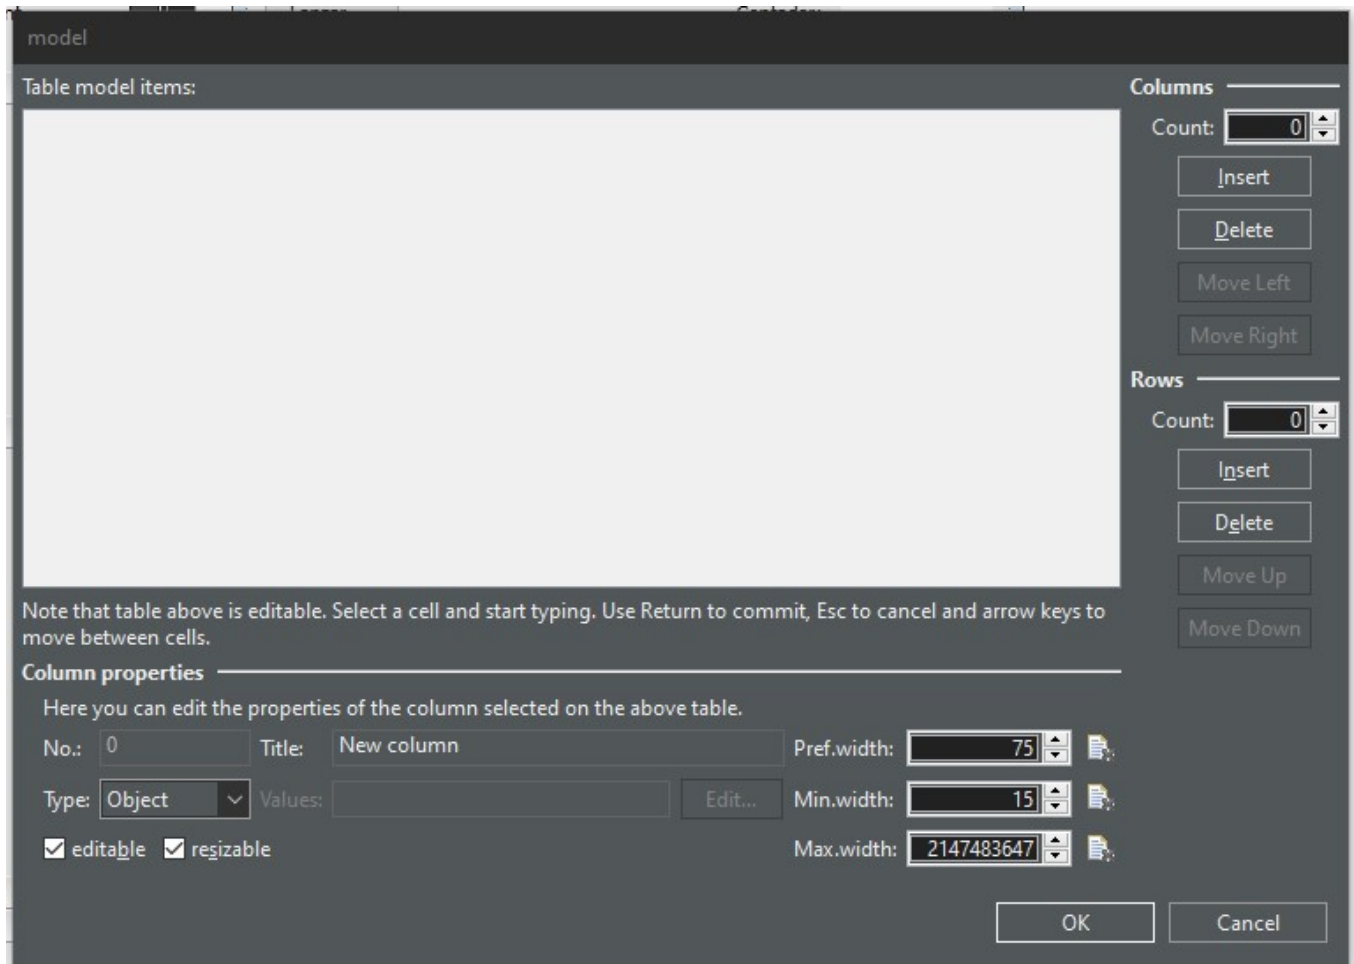 model
Table model items:
Columns
Count: 0
Insert
Delete
Move Left
Move Right
Rows
Count: 0
Insert
Delete
Move Up
Move Down
Note that table above is editable. Select a cell and start typing. Use Return to commit, Esc to cancel and arrow keys to
move between cells.
Column properties
Here you can edit the properties of the column selected on the above table.
No.: 0 Title: New column Pref.width: 75
Type: Object Values: Edit... Min.width: 15
editable resizable Max.width: 2147483647
OK Cancel